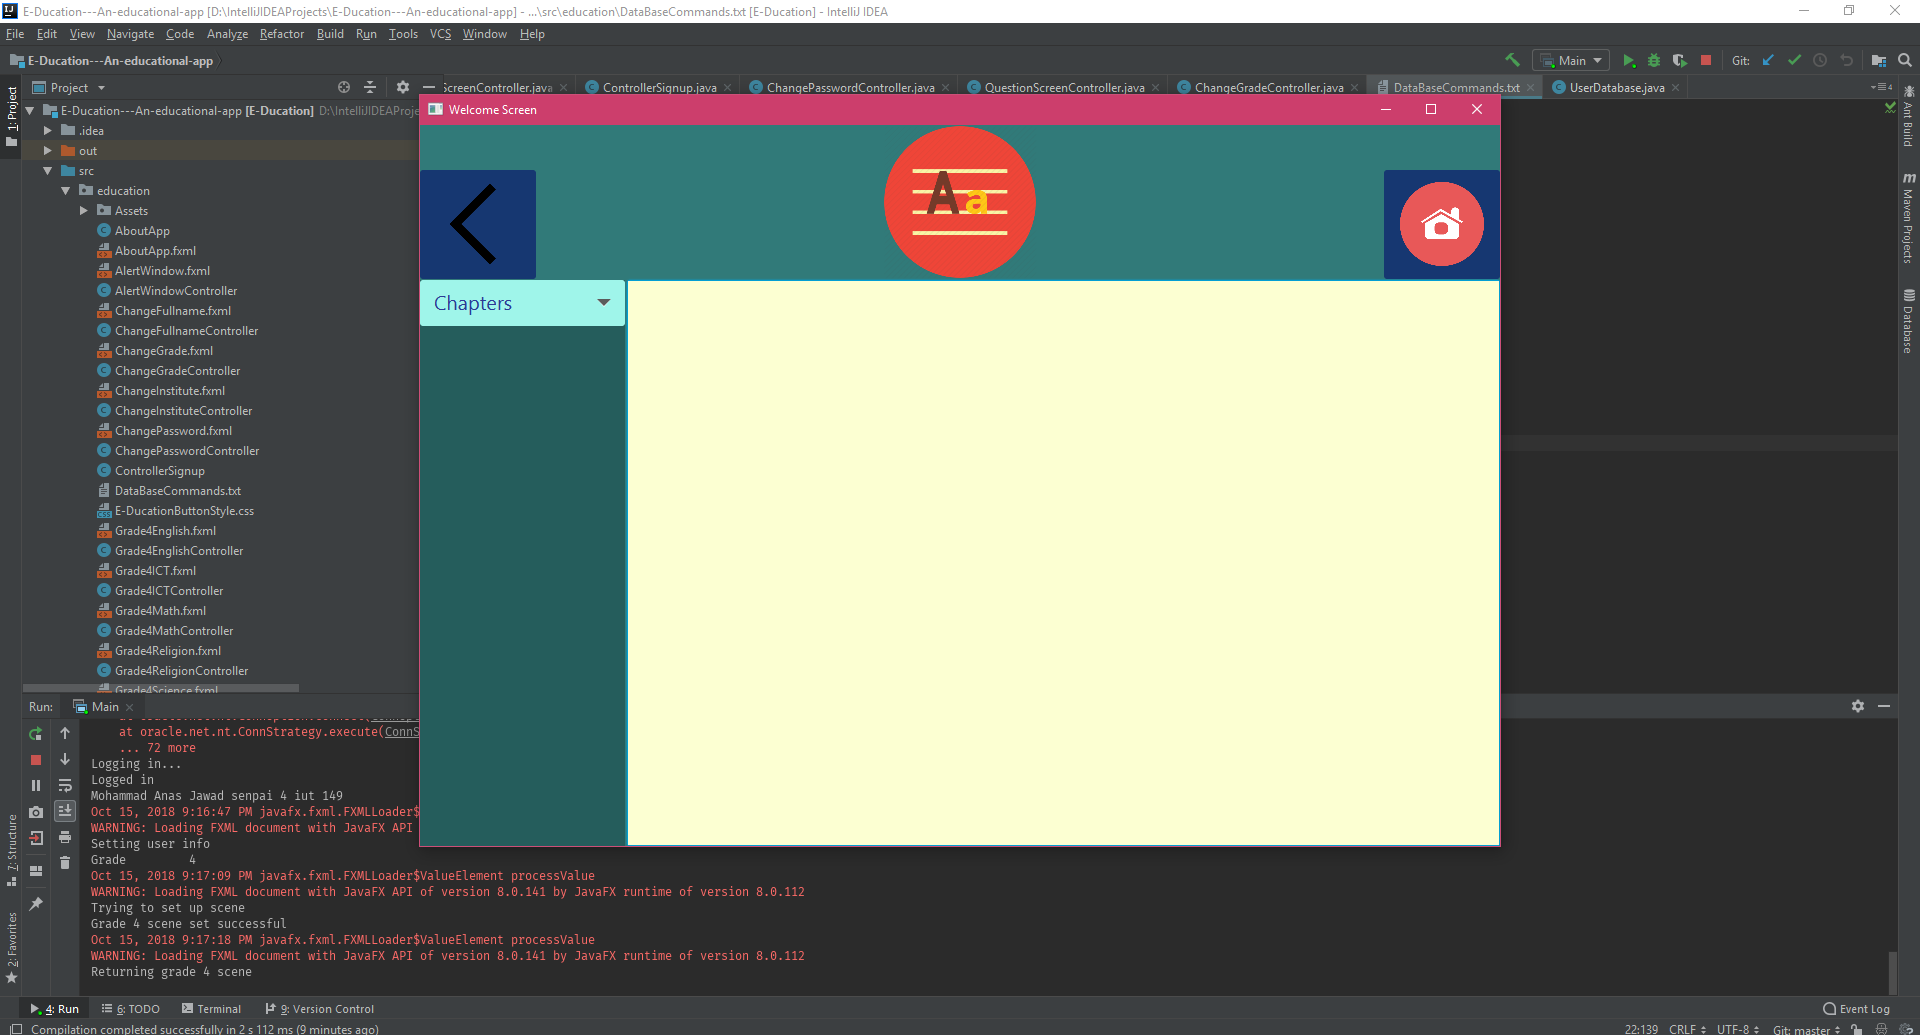 E-Ducation---An-educational-app [D:\IntelliJIDEAProjects\E-Ducation---An-educational-app] - ...\src\education\DataBaseCommands.txt [E-Ducation] - IntelliJ IDEA
File Edit View Navigate Code Analyze Refactor Build Run Tools VCS Window Help
E-Ducation---An-educational-app
Main
Git:
Project
ScreenController.java
ControllerSignup.java
ChangePasswordController.java
QuestionScreenController.java
ChangeGradeController.java
DataBaseCommands.txt
UserDatabase.java
4
1: Project
E-Ducation---An-educational-app [E-Ducation] D:\IntelliJIDEAProje
.idea
out
src
education
Assets
AboutApp
AboutApp.fxml
AlertWindow.fxml
AlertWindowController
ChangeFullname.fxml
ChangeFullnameController
ChangeGrade.fxml
ChangeGradeController
ChangeInstitute.fxml
ChangeInstituteController
ChangePassword.fxml
ChangePasswordController
ControllerSignup
DataBaseCommands.txt
E-DucationButtonStyle.css
Grade4English.fxml
Grade4EnglishController
Grade4ICT.fxml
Grade4ICTController
Grade4Math.fxml
Grade4MathController
Grade4Religion.fxml
Grade4ReligionController
Grade4Science.fxml
Welcome Screen
Aa
Chapters
Ant Build
m Maven Projects
Database
Run: Main
at oracle.net.nt.ConnStrategy.execute(ConnS
... 72 more
Logging in...
Logged in
Mohammad Anas Jawad senpai 4 iut 149
Oct 15, 2018 9:16:47 PM javafx.fxml.FXMLLoader$
WARNING: Loading FXML document with JavaFX API
Setting user info
Grade 4
Oct 15, 2018 9:17:09 PM javafx.fxml.FXMLLoader$ValueElement processValue
WARNING: Loading FXML document with JavaFX API of version 8.0.141 by JavaFX runtime of version 8.0.112
Trying to set up scene
Grade 4 scene set successful
Oct 15, 2018 9:17:18 PM javafx.fxml.FXMLLoader$ValueElement processValue
WARNING: Loading FXML document with JavaFX API of version 8.0.141 by JavaFX runtime of version 8.0.112
Returning grade 4 scene
7: Structure
2: Favorites
4: Run 6: TODO Terminal 9: Version Control Event Log
Compilation completed successfully in 2 s 112 ms (9 minutes ago) 22:139 CRLF UTF-8 Git: master